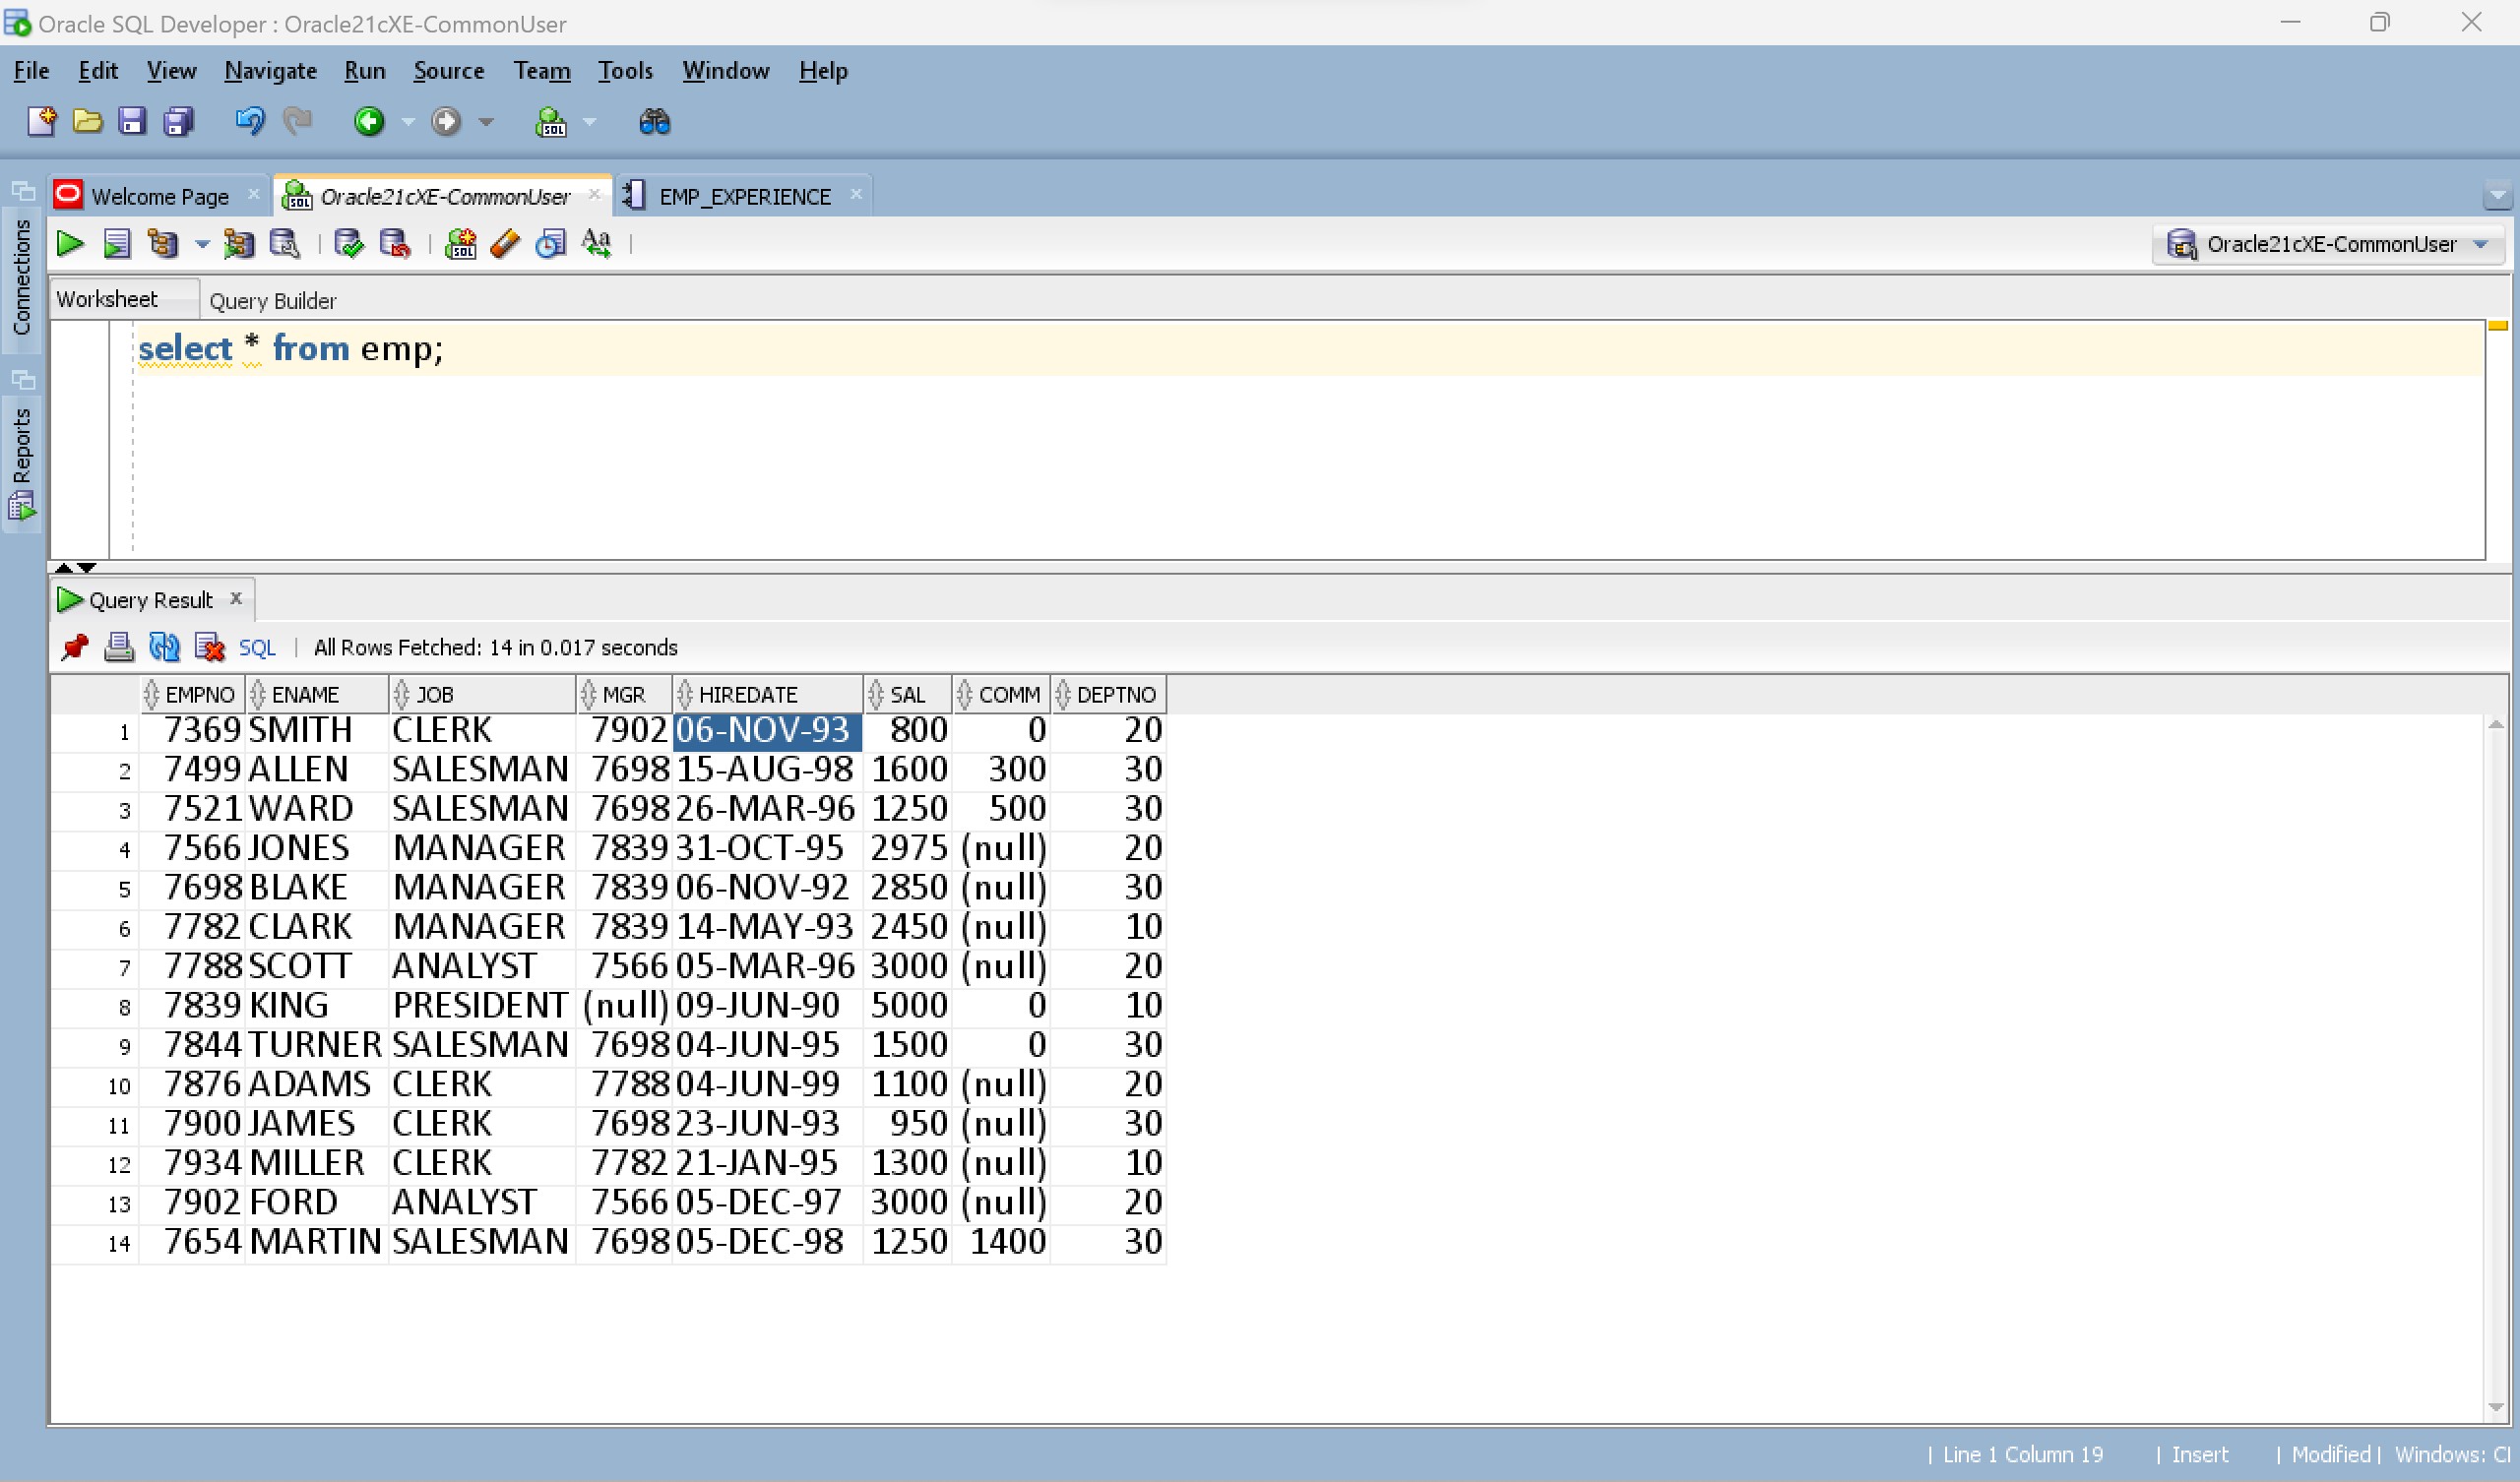 Oracle SQL Developer : Oracle21cXE-CommonUser
File Edit View Navigate Run Source Team Tools Window Help
SQL
Welcome Page Oracle21cXE-CommonUser EMP_EXPERIENCE
Connections
Reports
Oracle21cXE-CommonUser
Worksheet Query Builder
select * from emp;
Query Result
SQL | All Rows Fetched: 14 in 0.017 seconds
EMPNO ENAME JOB MGR HIREDATE SAL COMM DEPTNO
1 7369 SMITH CLERK 7902 06-NOV-93 800 0 20
2 7499 ALLEN SALESMAN 7698 15-AUG-98 1600 300 30
3 7521 WARD SALESMAN 7698 26-MAR-96 1250 500 30
4 7566 JONES MANAGER 7839 31-OCT-95 2975 (null) 20
5 7698 BLAKE MANAGER 7839 06-NOV-92 2850 (null) 30
6 7782 CLARK MANAGER 7839 14-MAY-93 2450 (null) 10
7 7788 SCOTT ANALYST 7566 05-MAR-96 3000 (null) 20
8 7839 KING PRESIDENT (null) 09-JUN-90 5000 0 10
9 7844 TURNER SALESMAN 7698 04-JUN-95 1500 0 30
10 7876 ADAMS CLERK 7788 04-JUN-99 1100 (null) 20
11 7900 JAMES CLERK 7698 23-JUN-93 950 (null) 30
12 7934 MILLER CLERK 7782 21-JAN-95 1300 (null) 10
13 7902 FORD ANALYST 7566 05-DEC-97 3000 (null) 20
14 7654 MARTIN SALESMAN 7698 05-DEC-98 1250 1400 30
| Line 1 Column 19 | Insert | Modified | Windows: Cl